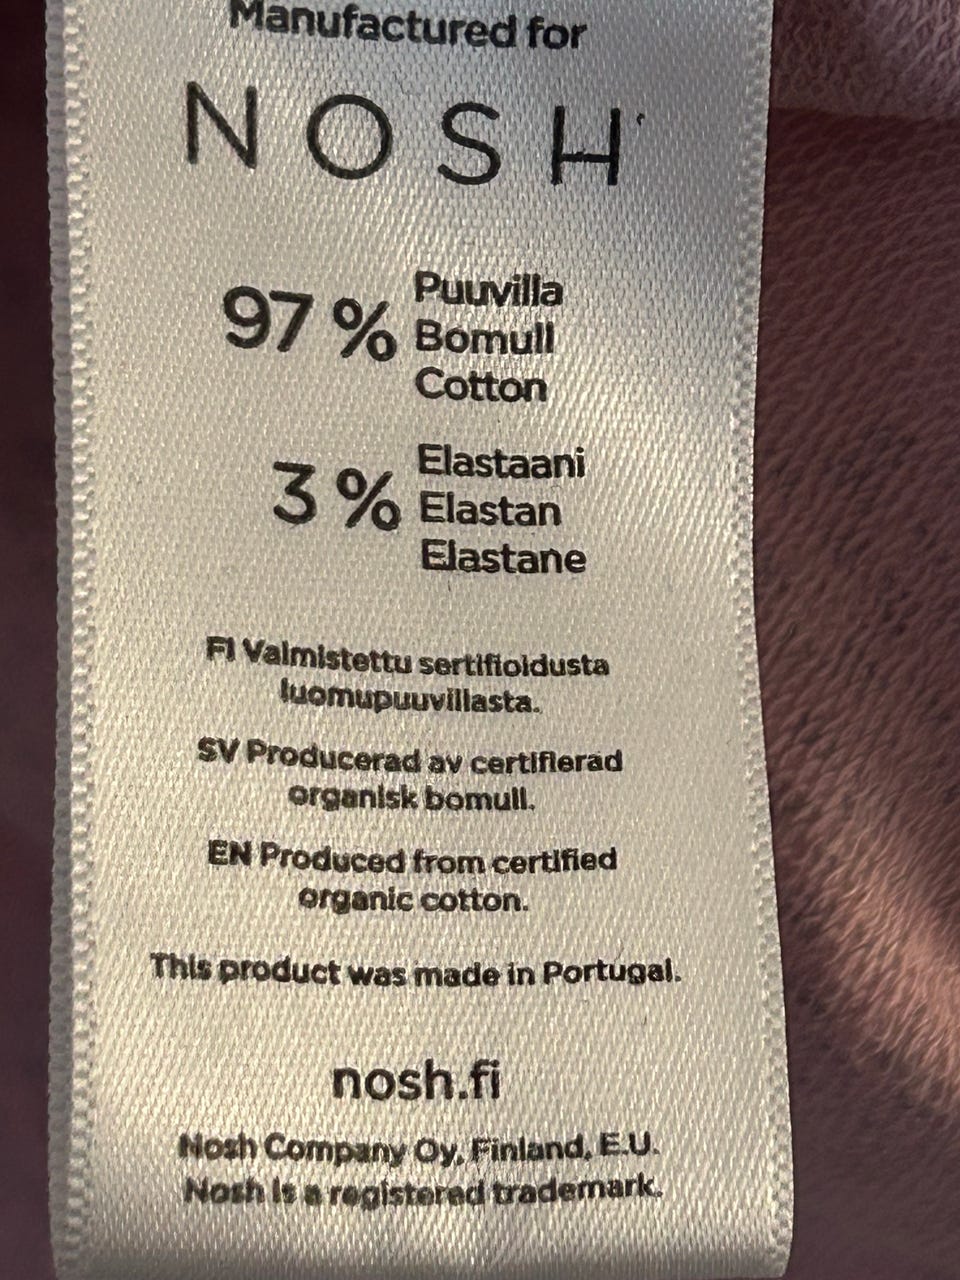 Manufactured for
NOSH
97 % Puuvilla
Bomull
Cotton
3 % Elastaani
Elastan
Elastane
FI Valmistettu sertifioidusta
luomupuuvillasta.
SV Producerad av certifierad
organisk bomull.
EN Produced from certified
organic cotton.
This product was made in Portugal.
nosh.fi
Nosh Company Oy, Finland, E.U.
Nosh is a registered trademark.